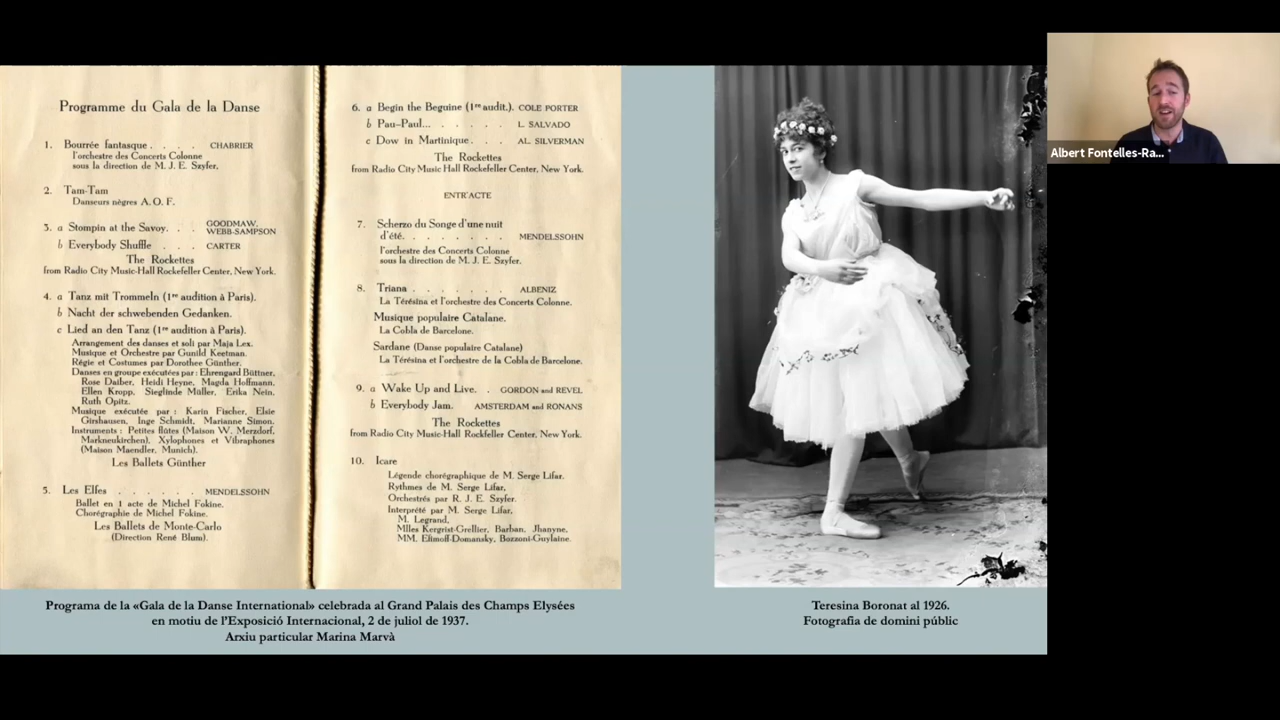 Programme du Gala de la Danse
1. Bourrée fantasque . . . . CHABRIER
l'orchestre des Concerts Colonne
sous la direction de M. J. E. Szyfer.
2. Tam-Tam
Danseurs nègres A. O. F.
3. a Stompin at the Savoy. . . GOODMAW, WEBB-SAMPSON
b Everybody Shuffle . . . CARTER
The Rockettes
from Radio City Music-Hall Rockefeller Center, New York.
4. a Tanz mit Trommeln (1re audition à Paris).
b Nacht der schwebenden Gedanken.
c Lied an den Tanz (1re audition à Paris).
Arrangement des danses et soli par Maja Lex.
Musique et Orchestre par Gunild Keetman.
Régie et Costumes par Dorothee Günther.
Danses en groupe exécutées par : Ehrengard Büttner,
Rose Daiber, Heidi Heyne, Magda Hoffmann,
Ellen Kropp, Sieglinde Müller, Erika Nein,
Ruth Opitz.
Musique exécutée par : Karin Fischer, Elsie
Girshausen, Inge Schmidt, Marianne Simon.
Instruments : Petites flûtes (Maison W. Merzdorf,
Markneukirchen), Xylophones et Vibraphones
(Maison Maendler, Munich).
Les Ballets Günther
5. Les Elfes . . . . . . MENDELSSOHN
Ballet en 1 acte de Michel Fokine.
Chorégraphie de Michel Fokine.
Les Ballets de Monte-Carlo
(Direction René Blum).
6. a Begin the Beguine (1re audit.). COLE PORTER
b Pau-Paul... . . . . . L. SALVADO
c Dow in Martinique . . . AL. SILVERMAN
The Rockettes
from Radio City Music Hall Rockefeller Center, New York.
ENTR'ACTE
7. Scherzo du Songe d'une nuit
d'été. . . . . . . . MENDELSSOHN
l'orchestre des Concerts Colonne
sous la direction de M. J. E. Szyfer.
8. Triana . . . . . . . ALBENIZ
La Térésina et l'orchestre des Concerts Colonne.
Musique populaire Catalane.
La Cobla de Barcelone.
Sardane (Danse populaire Catalane)
La Térésina et l'orchestre de la Cobla de Barcelone.
9. a Wake Up and Live. . GORDON and REVEL
b Everybody Jam. AMSTERDAM and RONANS
The Rockettes
from Radio City Music-Hall Rockfeller Center, New York.
10. Icare
Légende chorégraphique de M. Serge Lifar.
Rythmes de M. Serge Lifar.
Orchestrés par R. J. E. Szyfer.
Interprété par M. Serge Lifar,
M. Legrand,
Mlles Kergrist-Grellier, Barban, Jhanyne,
MM. Efimoff-Domansky, Bozzoni-Guylaine.
Programa de la «Gala de la Danse International» celebrada al Grand Palais des Champs Elysées
en motiu de l'Exposició Internacional, 2 de juliol de 1937.
Arxiu particular Marina Marvà
Teresina Boronat al 1926.
Fotografia de domini públic
Albert Fontelles-Ra...